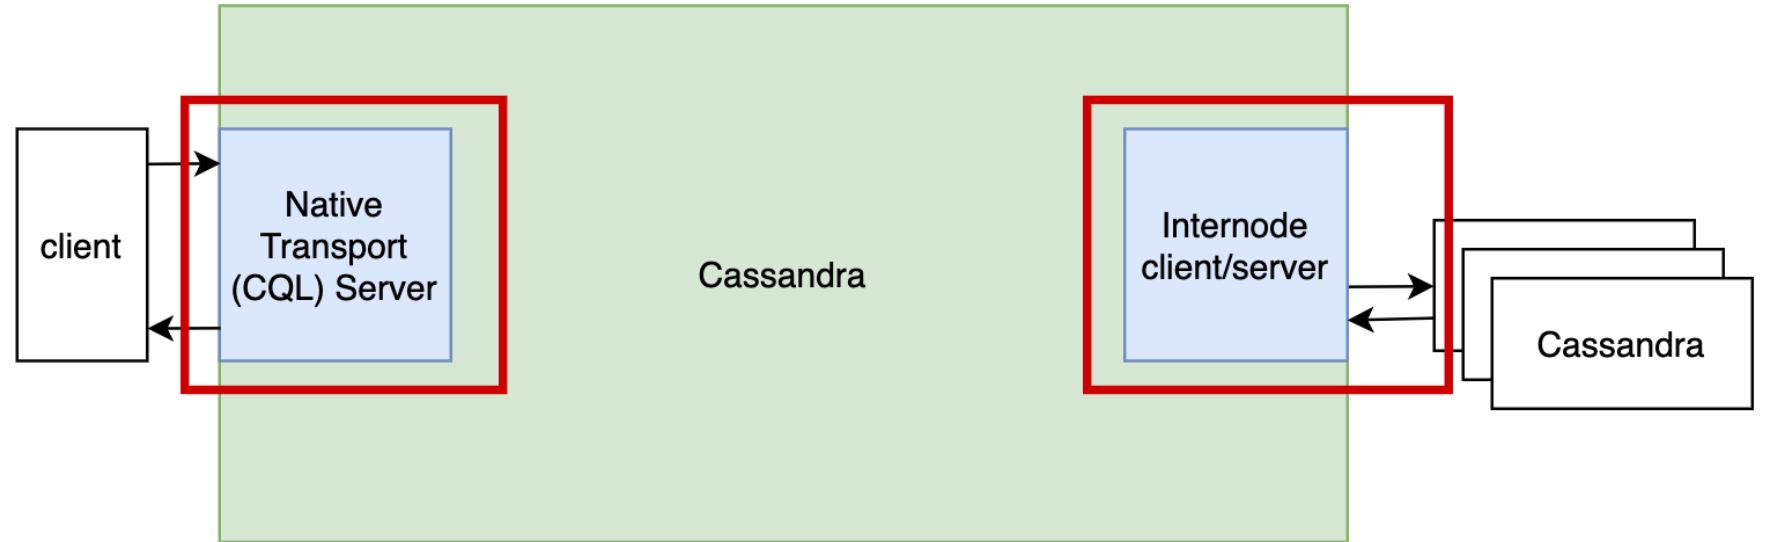 client
Native
Transport
(CQL) Server
Cassandra
Internode
client/server
Cassandra